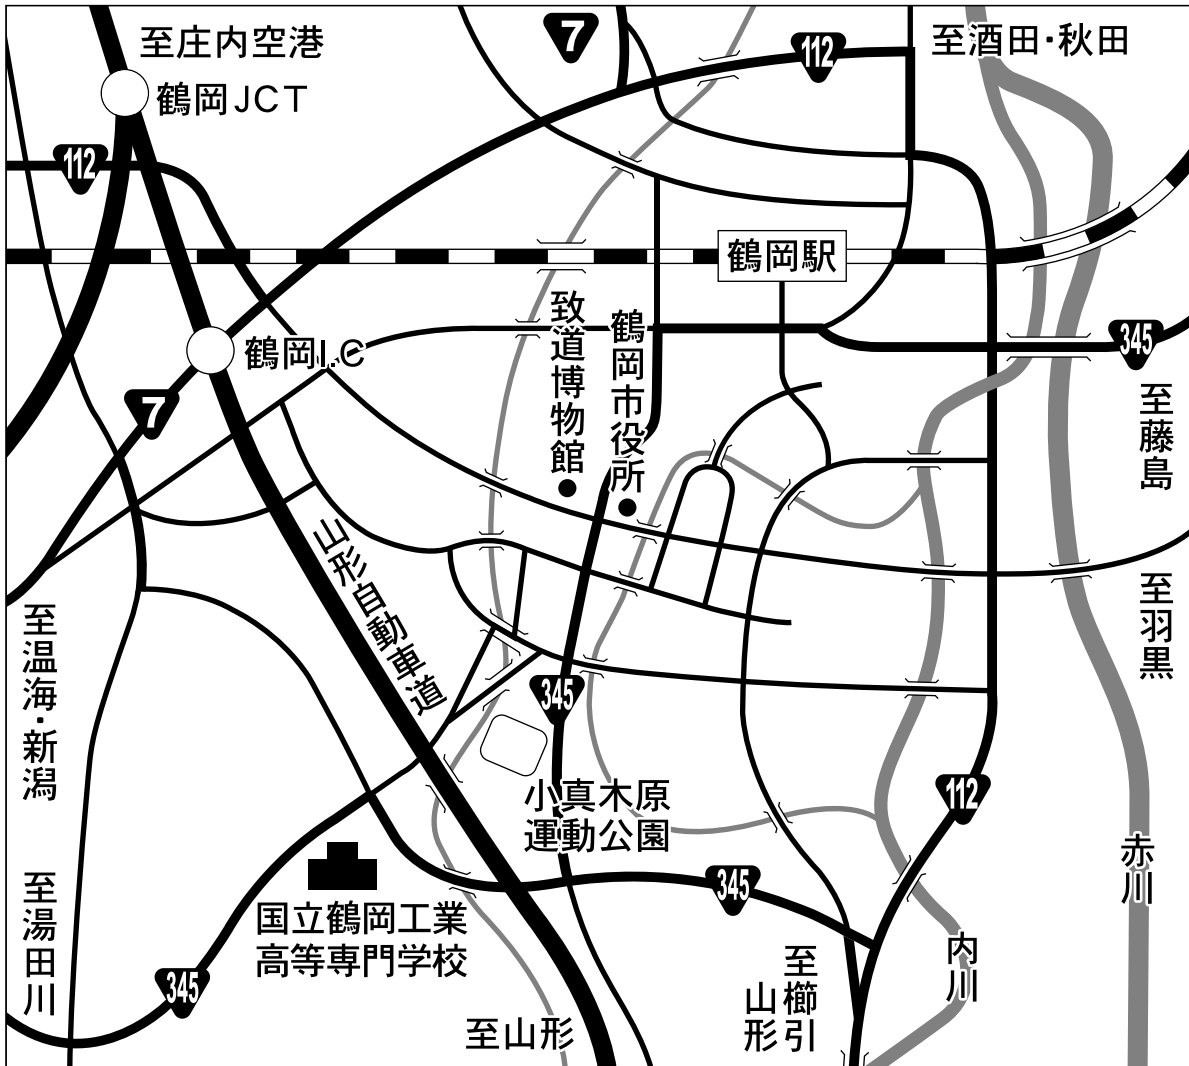 至庄内空港
鶴岡JCT
7
112
至酒田・秋田
112
鶴岡駅
鶴岡I.C
致道博物館
鶴岡市役所
345
7
至藤島
山形自動車道
至羽黒
至温海・新潟
345
小真木原
運動公園
112
赤川
345
国立鶴岡工業
高等専門学校
至湯田川
345
内川
至櫛引
山形
至山形